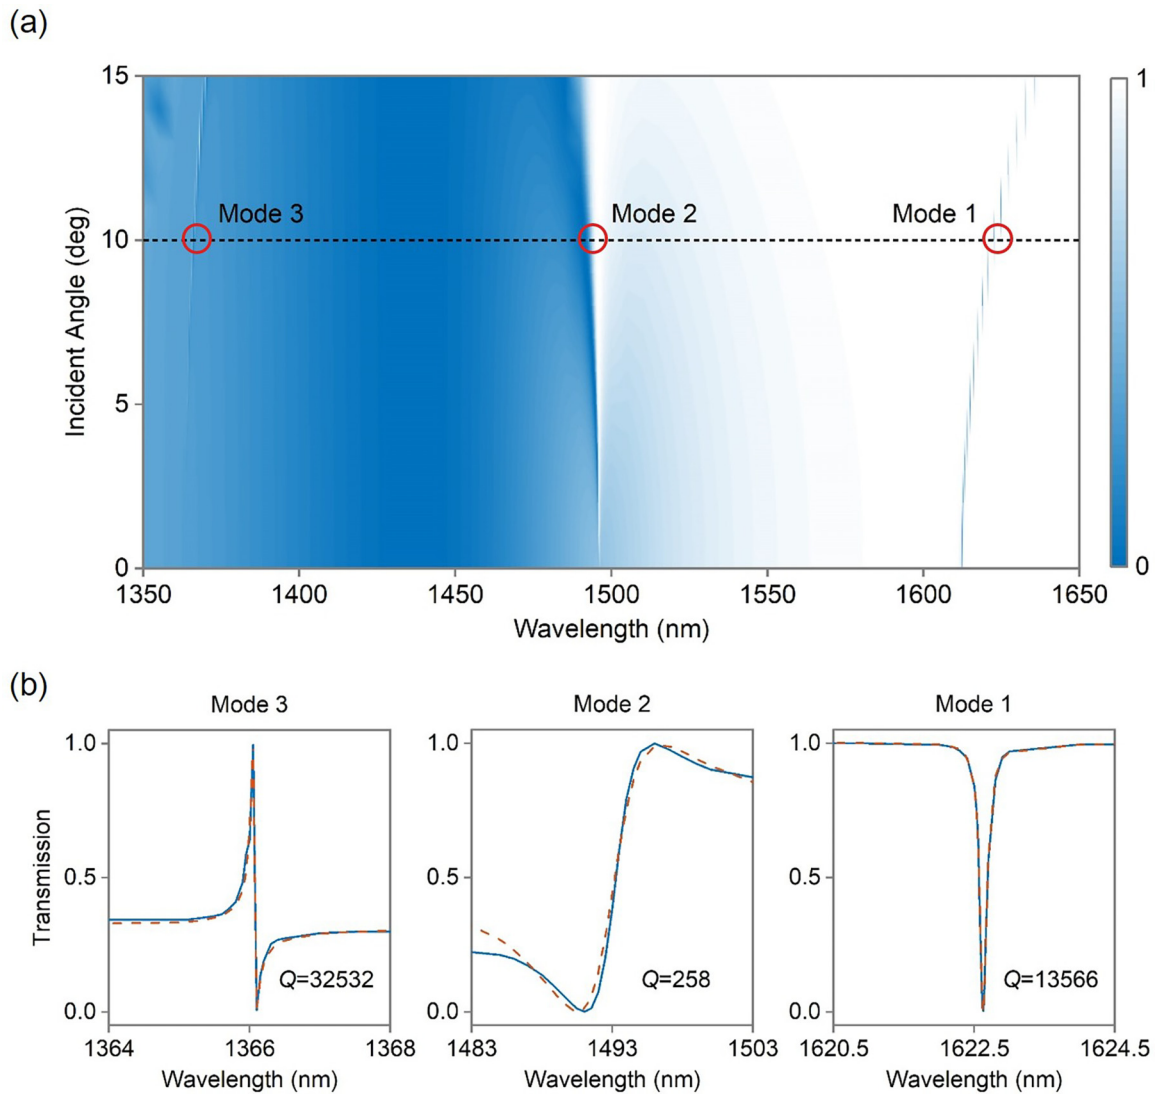 (a)
15
1
Mode 3
Mode 2
Mode 1
10
Incident Angle (deg)
5
0
0
1350
1400
1450
1500
1550
1600
1650
Wavelength (nm)
(b)
Mode 3
Mode 2
Mode 1
1.0
1.0
1.0
Transmission
0.5
0.5
0.5
Q=32532
Q=258
Q=13566
0.0
0.0
0.0
1364
1366
1368
1483
1493
1503
1620.5
1622.5
1624.5
Wavelength (nm)
Wavelength (nm)
Wavelength (nm)